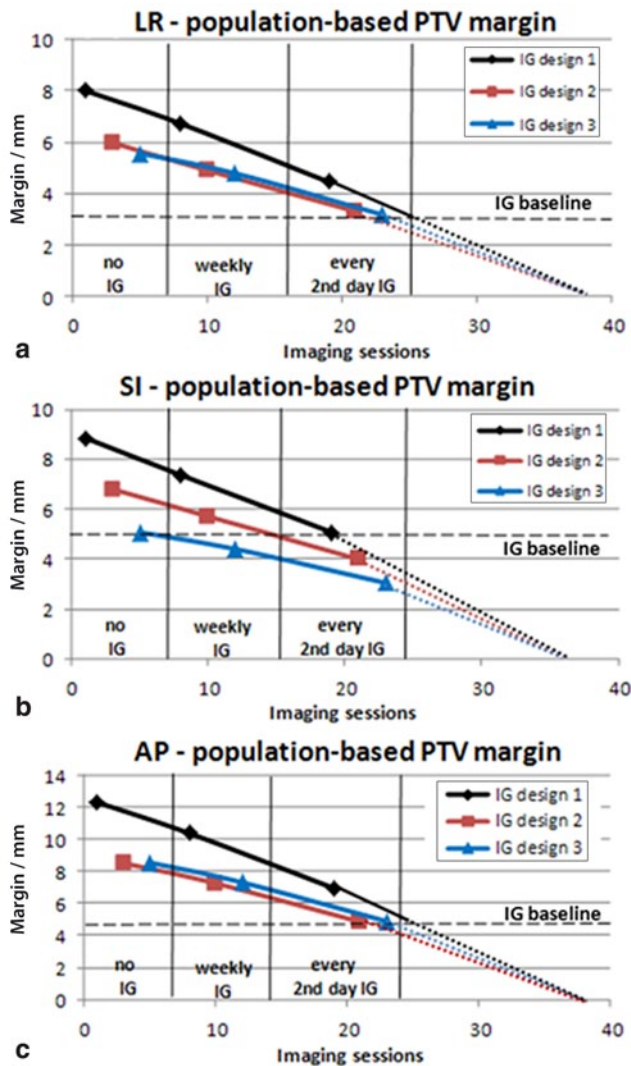 LR - population-based PTV margin
10
8
6
4
2
0
Margin / mm
IG design 1
IG design 2
IG design 3
IG baseline
no
IG
weekly
IG
every
2nd day IG
0 10 20 30 40
Imaging sessions
a
SI - population-based PTV margin
10
8
6
4
2
0
Margin / mm
IG design 1
IG design 2
IG design 3
IG baseline
no
IG
weekly
IG
every
2nd day IG
0 10 20 30 40
Imaging sessions
b
AP - population-based PTV margin
14
12
10
8
6
4
2
0
Margin / mm
IG design 1
IG design 2
IG design 3
IG baseline
no
IG
weekly
IG
every
2nd day IG
0 10 20 30 40
Imaging sessions
c